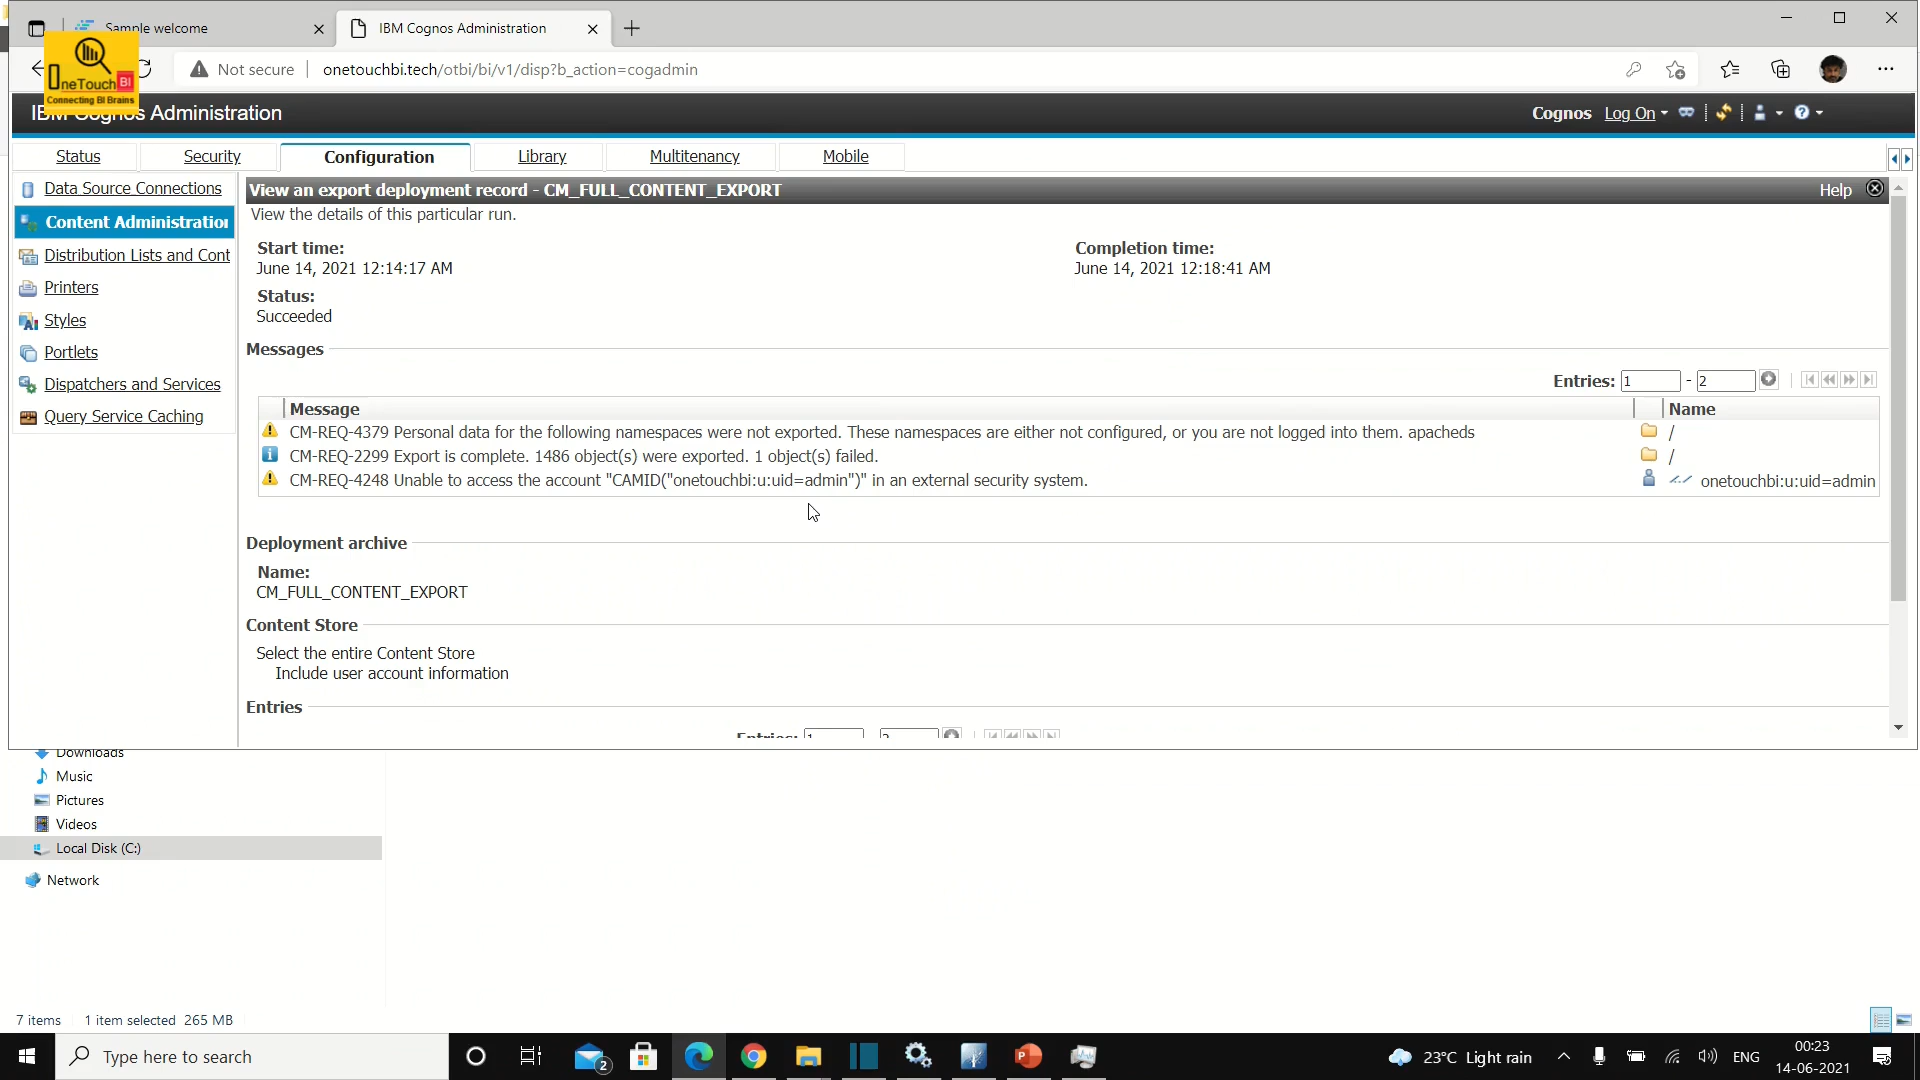 Sample welcome
IBM Cognos Administration
Not secure
onetouchbi.tech/otbi/bi/v1/disp?b_action=cogadmin
OneTouch BI
Connecting BI Brains
IBM Cognos Administration
Cognos Log On
Status Security Configuration Library Multitenancy Mobile
Data Source Connections
Content Administration
Distribution Lists and Cont
Printers
Styles
Portlets
Dispatchers and Services
Query Service Caching
View an export deployment record - CM_FULL_CONTENT_EXPORT
Help
View the details of this particular run.
Start time:
June 14, 2021 12:14:17 AM
Completion time:
June 14, 2021 12:18:41 AM
Status:
Succeeded
Messages
Entries: 1 - 2
Message Name
CM-REQ-4379 Personal data for the following namespaces were not exported. These namespaces are either not configured, or you are not logged into them. apacheds /
CM-REQ-2299 Export is complete. 1486 object(s) were exported. 1 object(s) failed. /
CM-REQ-4248 Unable to access the account "CAMID("onetouchbi:u:uid=admin")" in an external security system. onetouchbi:u:uid=admin
Deployment archive
Name:
CM_FULL_CONTENT_EXPORT
Content Store
Select the entire Content Store
Include user account information
Entries
Entries: 1 - 2
Downloads
Music
Pictures
Videos
Local Disk (C:)
Network
7 items 1 item selected 265 MB
Type here to search
2
23°C Light rain
ENG
00:23
14-06-2021